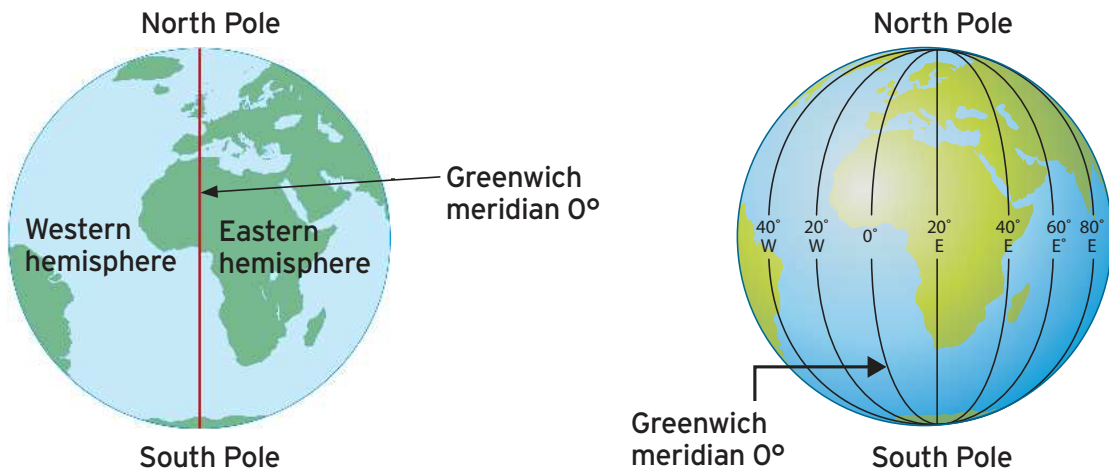 North Pole
Western
hemisphere
Eastern
hemisphere
Greenwich
meridian 0°
South Pole
North Pole
40°
W
20°
W
0°
20°
E
40°
E
60°
E°
80°
E
Greenwich
meridian 0°
South Pole